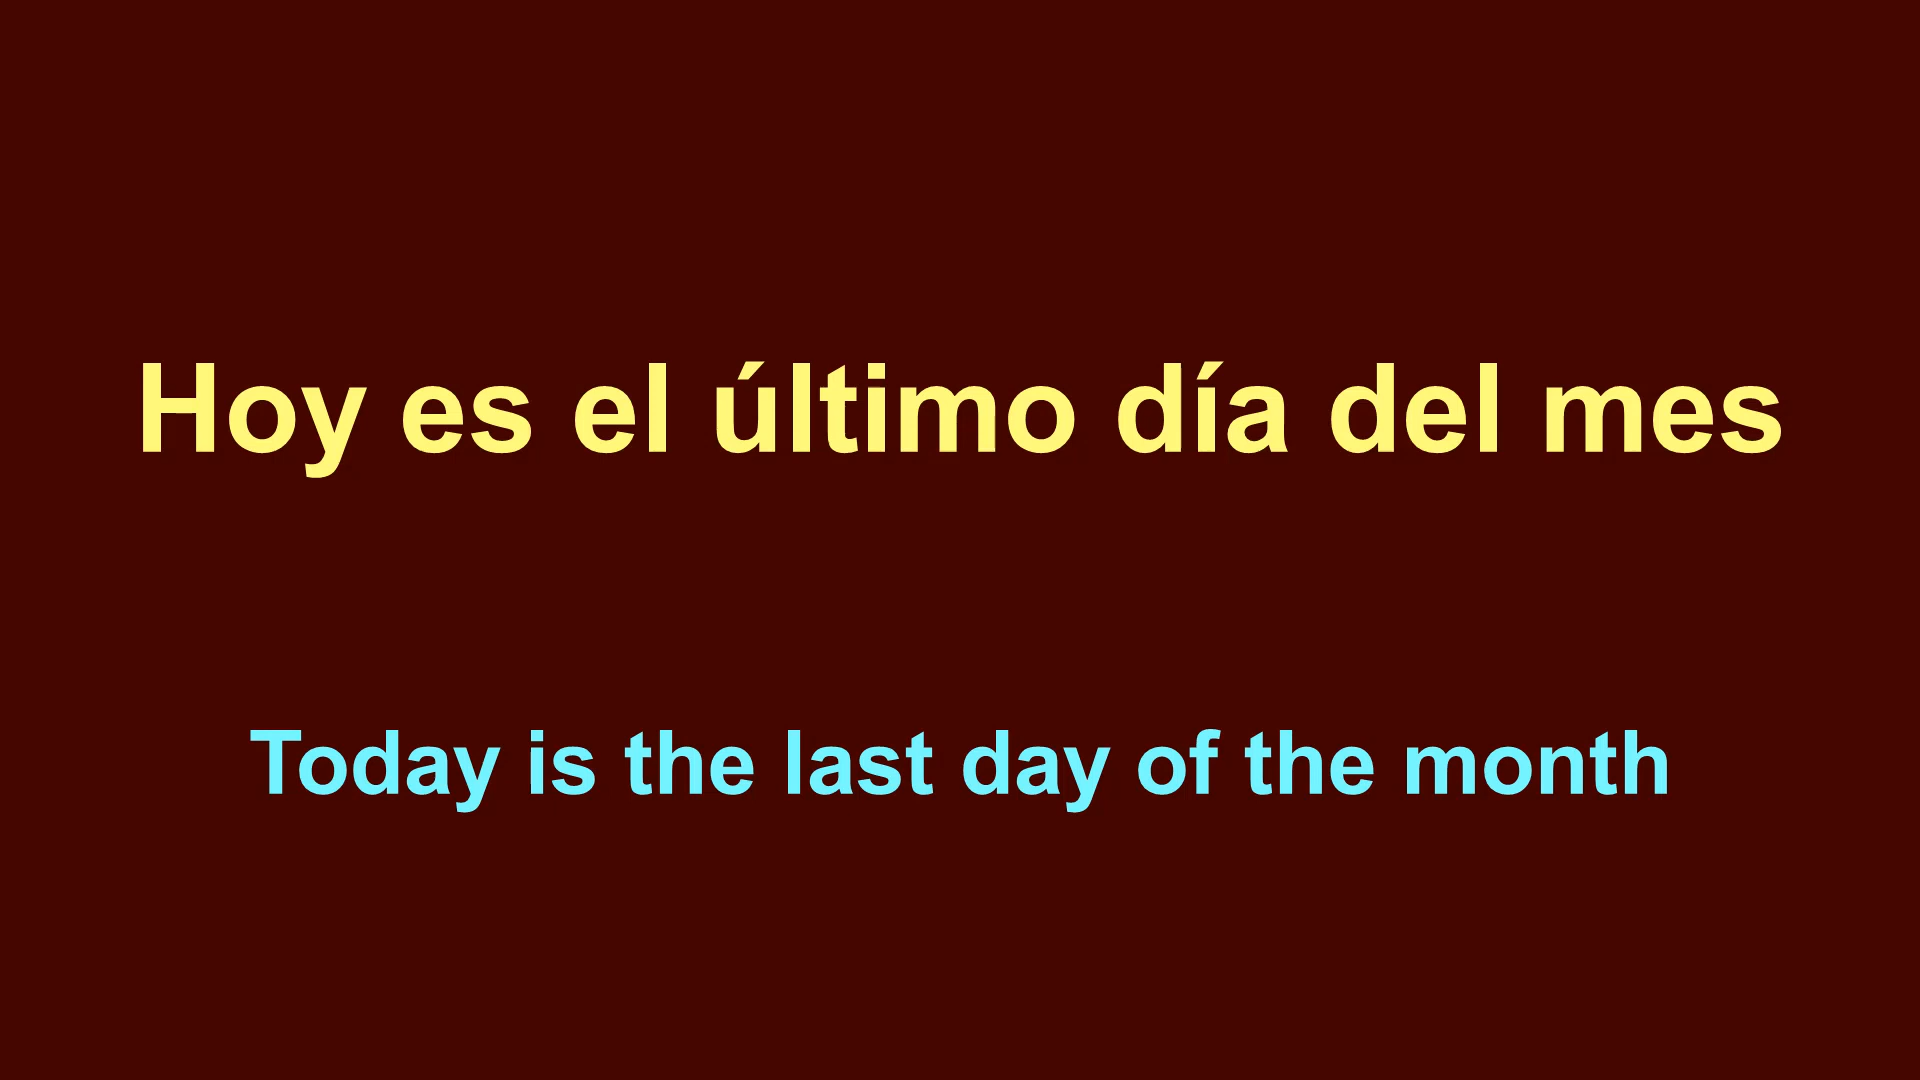 Hoy es el último día del mes
Today is the last day of the month